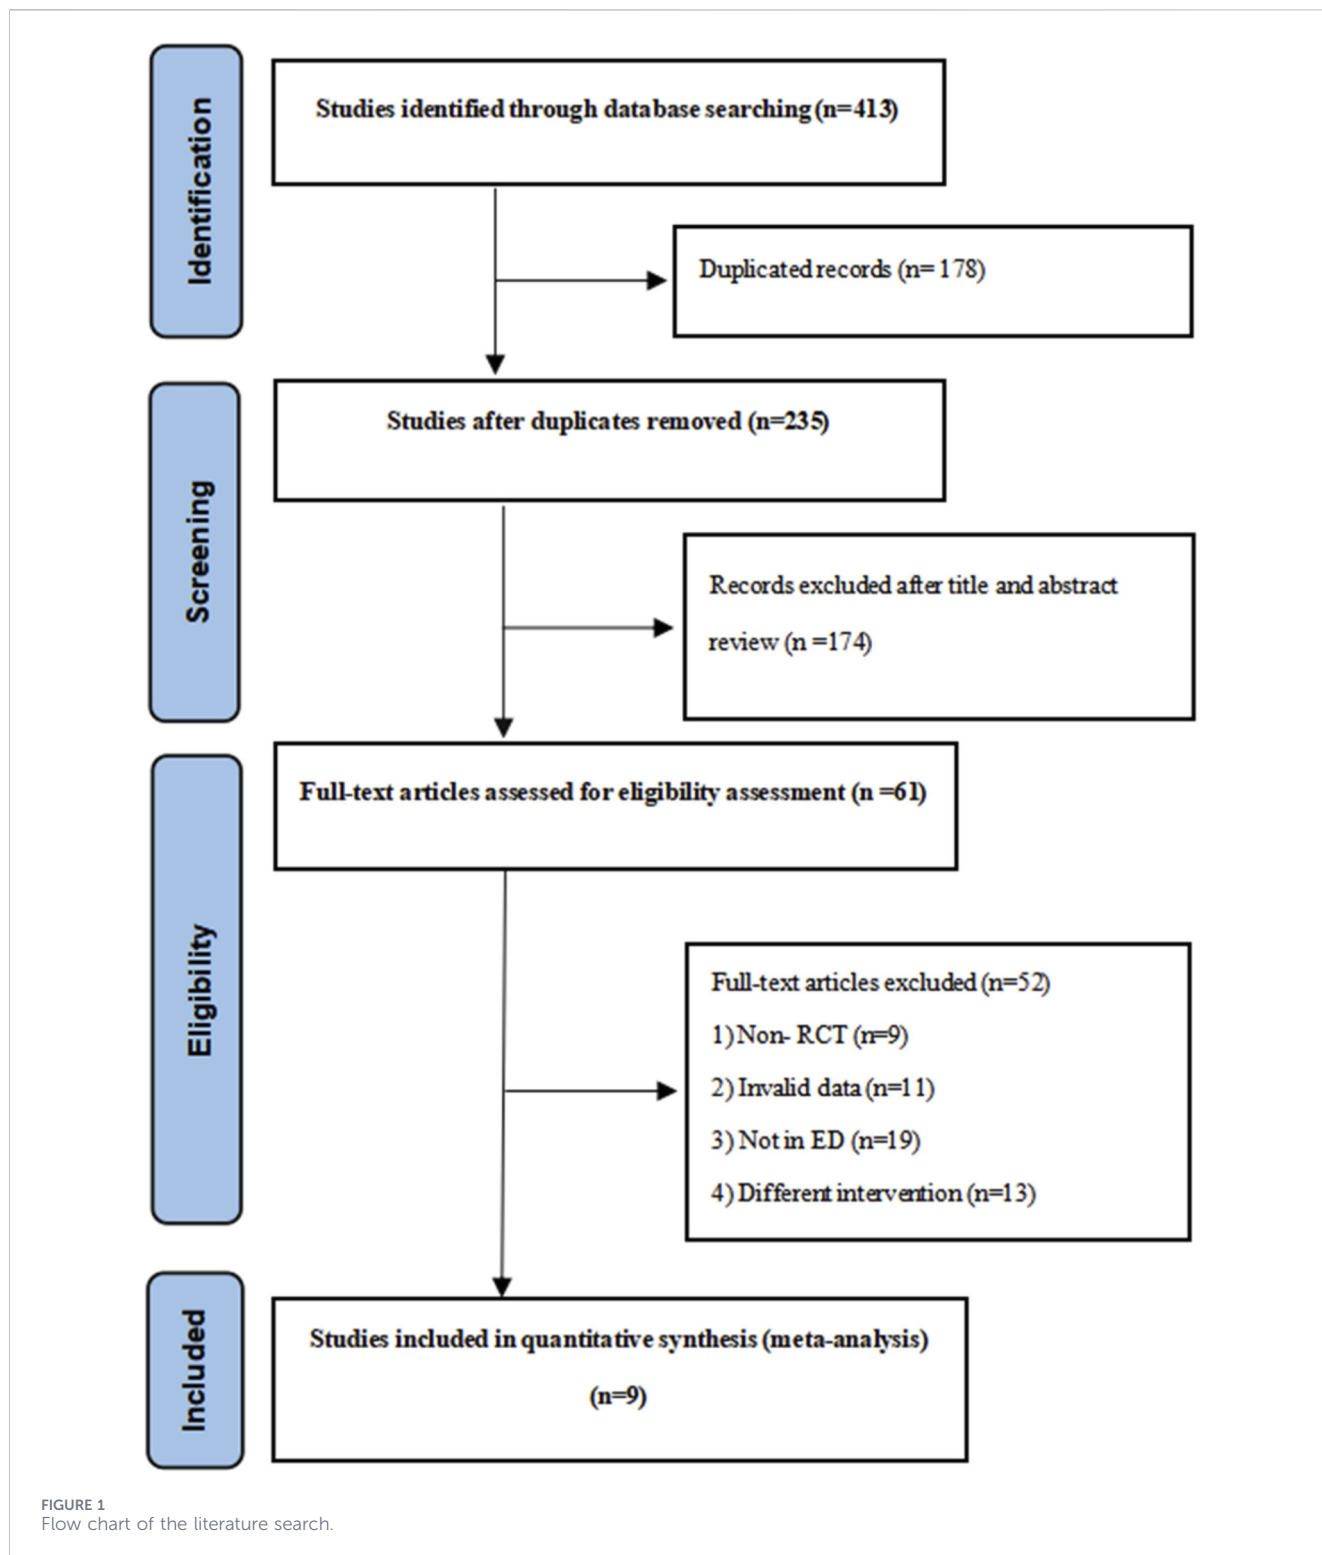 Identification
Studies identified through database searching (n=413)
Duplicated records (n= 178)
Screening
Studies after duplicates removed (n=235)
Records excluded after title and abstract
review (n =174)
Eligibility
Full-text articles assessed for eligibility assessment (n =61)
Full-text articles excluded (n=52)
1) Non- RCT (n=9)
2) Invalid data (n=11)
3) Not in ED (n=19)
4) Different intervention (n=13)
Included
Studies included in quantitative synthesis (meta-analysis)
(n=9)
FIGURE 1
Flow chart of the literature search.